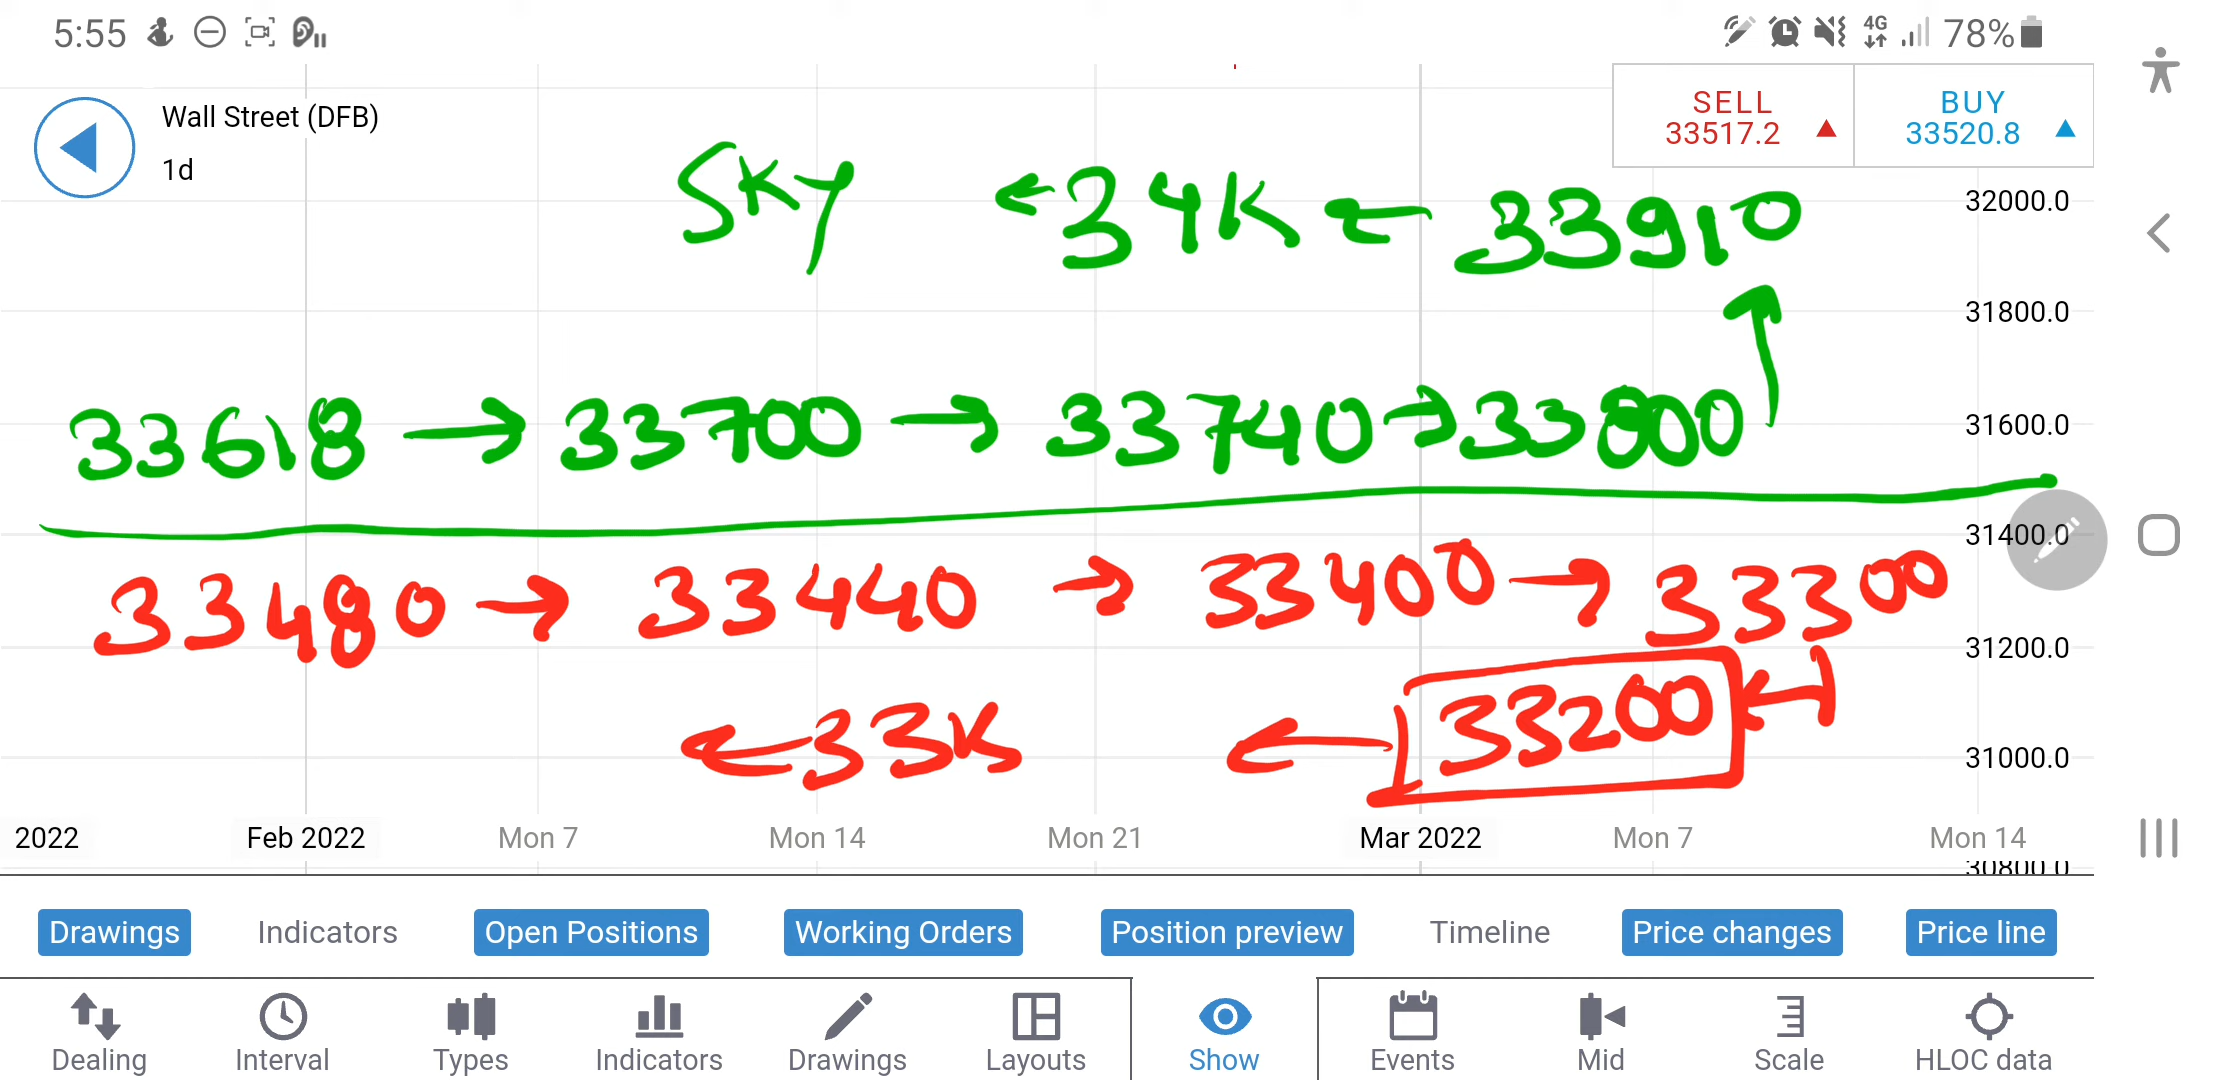 5:55 4G 78%
Wall Street (DFB)
1d
SELL BUY
33517.2 33520.8
SKY ← 34K ← 33910
32000.0
31800.0
33618 → 33700 → 33740 → 33800
31600.0
31400.0
33480 → 33440 → 33400 → 33300
31200.0
← 33K ← 33200 ←
31000.0
2022 Feb 2022 Mon 7 Mon 14 Mon 21 Mar 2022 Mon 7 Mon 14
30800.0
Drawings Indicators Open Positions Working Orders Position preview Timeline Price changes Price line
Dealing Interval Types Indicators Drawings Layouts Show Events Mid Scale HLOC data